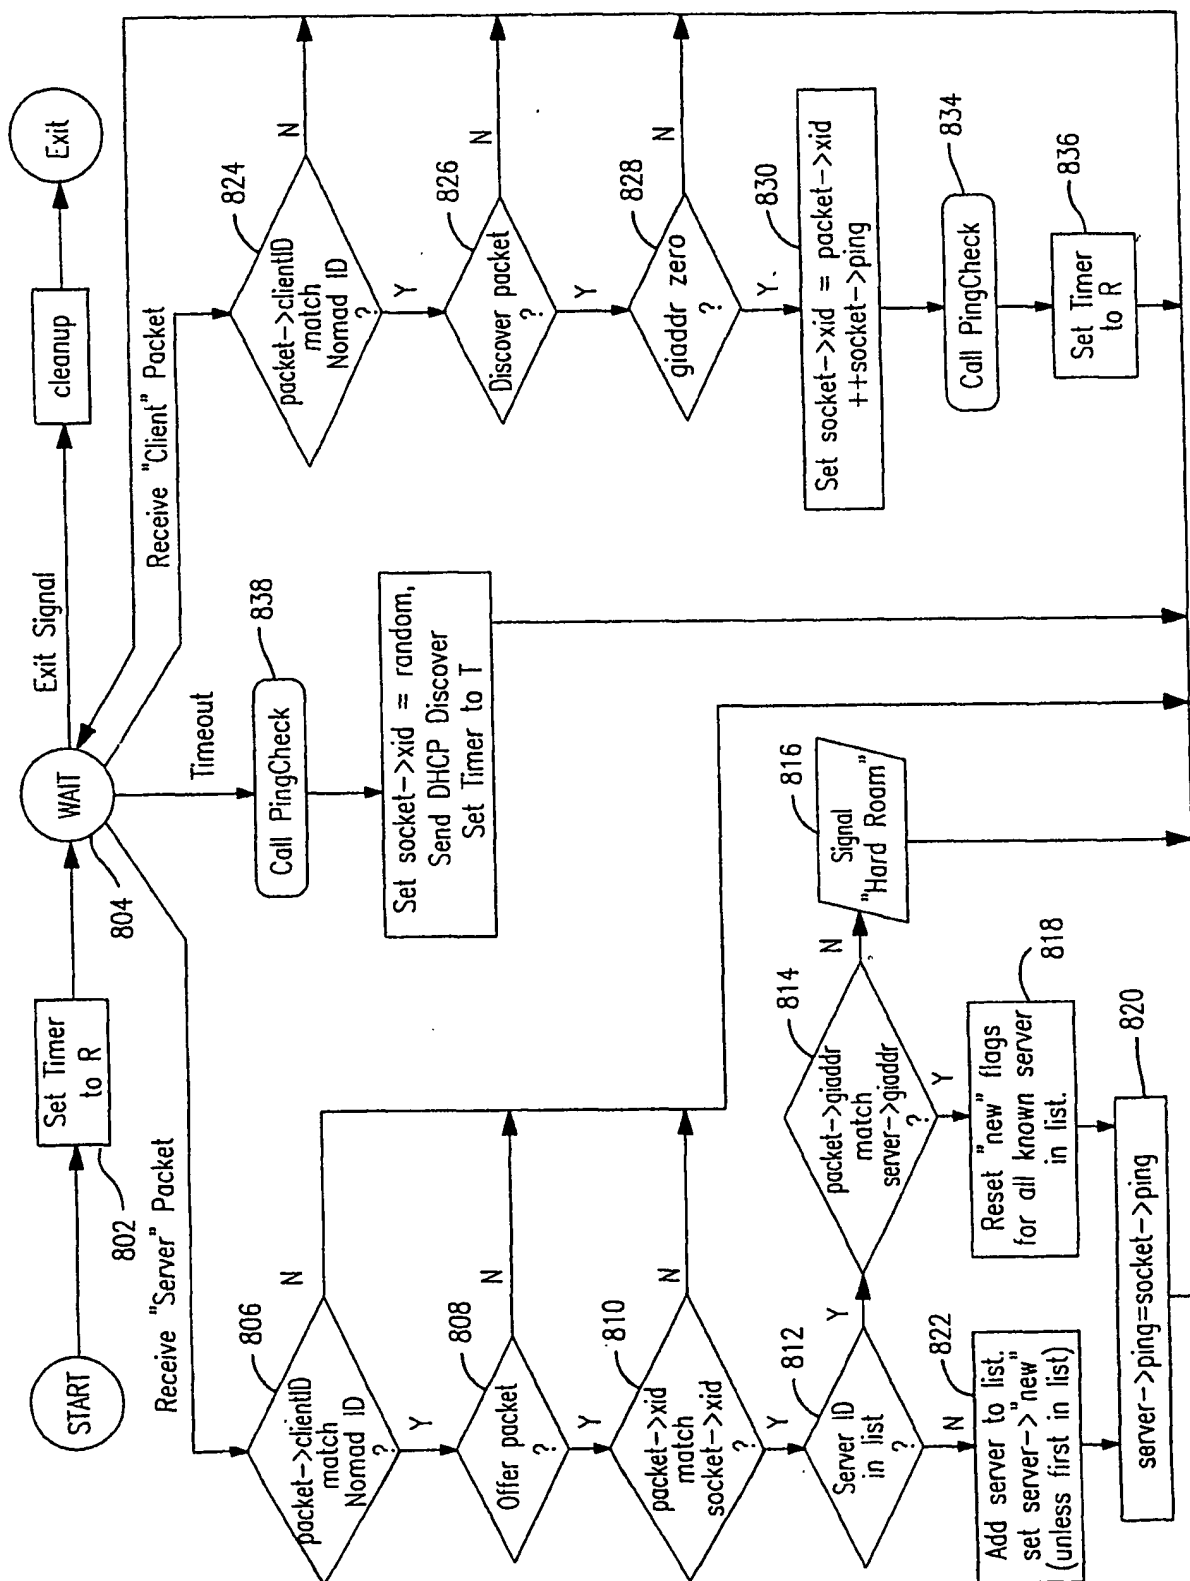 START
Set Timer
to R
802
WAIT
804
Exit Signal
cleanup
Exit
Receive "Server" Packet
Timeout
Receive "Client" Packet
packet->clientID
match
Nomad ID
?
806
N
Y
Offer packet
?
808
N
Y
packet->xid
match
socket->xid
?
810
N
Y
Server ID
in list
?
812
Y
N
packet->giaddr
match
server->giaddr
?
814
N
Y
Signal
"Hard Roam"
816
Reset "new" flags
for all known server
in list.
818
Add server to list.
set server->"new"
(unless first in list)
822
server->ping=socket->ping
820
Call PingCheck
838
Set socket->xid = random,
Send DHCP Discover
Set Timer to T
packet->clientID
match
Nomad ID
?
824
N
Y
Discover packet
?
826
N
Y
giaddr zero
?
828
N
Y
Set socket->xid = packet->xid
++socket->ping
830
Call PingCheck
834
Set Timer
to R
836